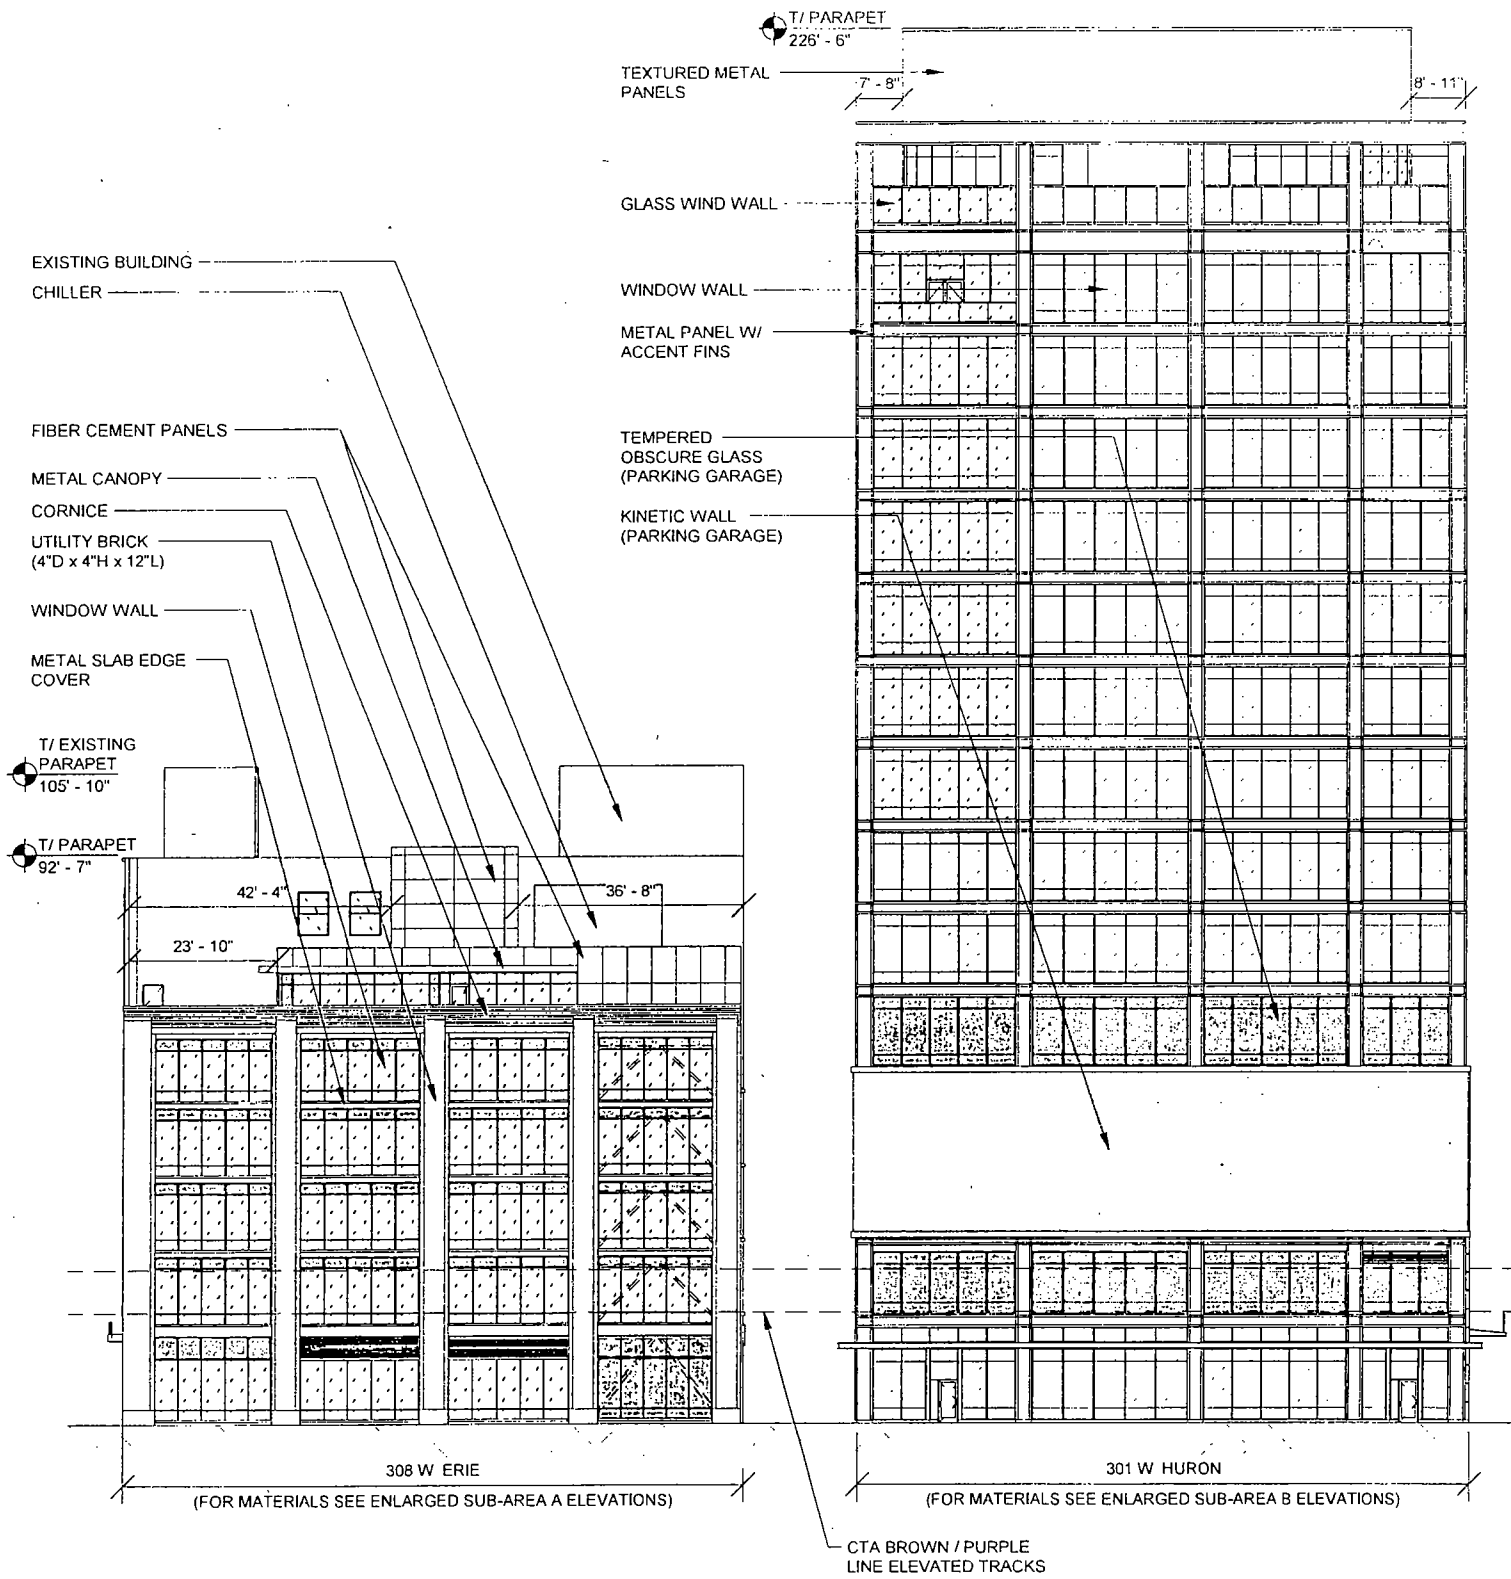 T/ PARAPET
226' - 6"
TEXTURED METAL
PANELS
7' - 8"
8' - 11"
GLASS WIND WALL
EXISTING BUILDING
CHILLER
WINDOW WALL
METAL PANEL W/
ACCENT FINS
FIBER CEMENT PANELS
METAL CANOPY
CORNICE
UTILITY BRICK
(4"D x 4"H x 12"L)
WINDOW WALL
METAL SLAB EDGE
COVER
TEMPERED
OBSCURE GLASS
(PARKING GARAGE)
KINETIC WALL
(PARKING GARAGE)
T/ EXISTING
PARAPET
105' - 10"
T/ PARAPET
92' - 7"
42' - 4"
36' - 8"
23' - 10"
308 W ERIE
(FOR MATERIALS SEE ENLARGED SUB-AREA A ELEVATIONS)
301 W HURON
(FOR MATERIALS SEE ENLARGED SUB-AREA B ELEVATIONS)
CTA BROWN / PURPLE
LINE ELEVATED TRACKS